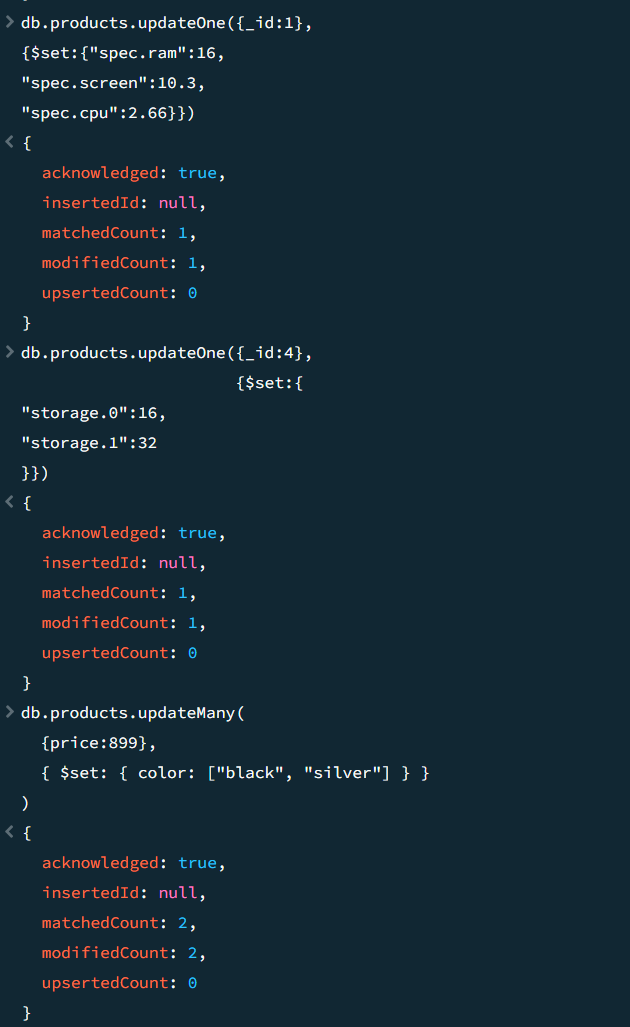 db.products.updateOne({_id:1},
{$set:{"spec.ram":16,
"spec.screen":10.3,
"spec.cpu":2.66}})
{
acknowledged: true,
insertedId: null,
matchedCount: 1,
modifiedCount: 1,
upsertedCount: 0
}
db.products.updateOne({_id:4},
{$set:{
"storage.0":16,
"storage.1":32
}})
{
acknowledged: true,
insertedId: null,
matchedCount: 1,
modifiedCount: 1,
upsertedCount: 0
}
db.products.updateMany(
{price:899},
{ $set: { color: ["black", "silver"] } }
)
{
acknowledged: true,
insertedId: null,
matchedCount: 2,
modifiedCount: 2,
upsertedCount: 0
}